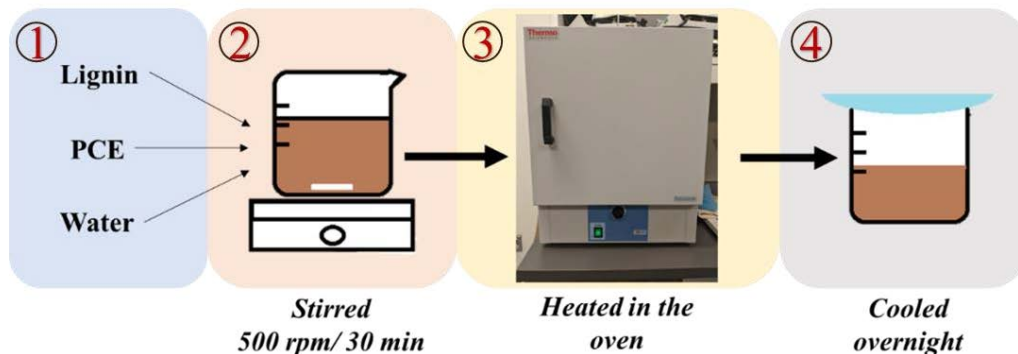 1
2
3
4
Lignin
PCE
Water
Thermo
Stirred
500 rpm/ 30 min
Heated in the
oven
Cooled
overnight